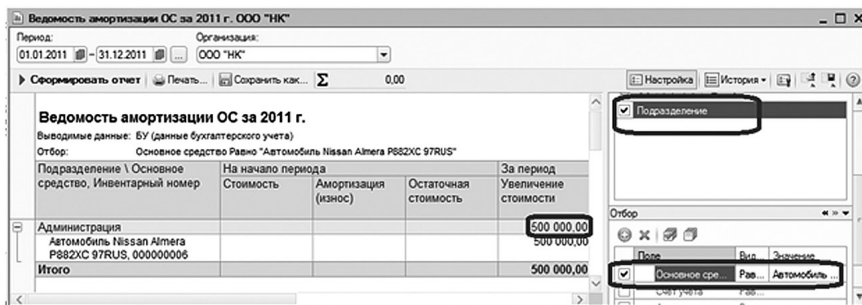 Ведомость амортизации ОС за 2011 г. ООО "НК"
Период: Организация:
01.01.2011 – 31.12.2011 ... ООО "НК"
Сформировать отчет Печать... Сохранить как... Σ 0,00 Настройка История
Ведомость амортизации ОС за 2011 г.
Выводимые данные: БУ (данные бухгалтерского учета)
Отбор: Основное средство Равно "Автомобиль Nissan Almera P882XC 97RUS"
Подразделение \ Основное средство, Инвентарный номер
На начало периода
За период
Стоимость
Амортизация (износ)
Остаточная стоимость
Увеличение стоимости
Администрация 500 000,00
Автомобиль Nissan Almera 500 000,00
P882XC 97RUS, 000000006
Итого 500 000,00
Подразделение
Отбор
Поле Вид... Значение
Основное сре... Рав... Автомобиль ...
Счет учета Рав...